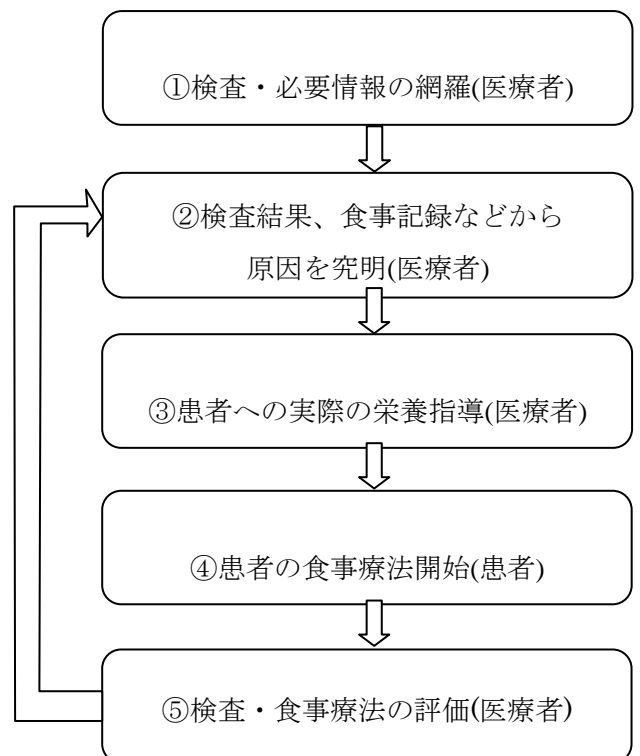 ①検査・必要情報の網羅(医療者)
②検査結果、食事記録などから
原因を究明(医療者)
③患者への実際の栄養指導(医療者)
④患者の食事療法開始(患者)
⑤検査・食事療法の評価(医療者)